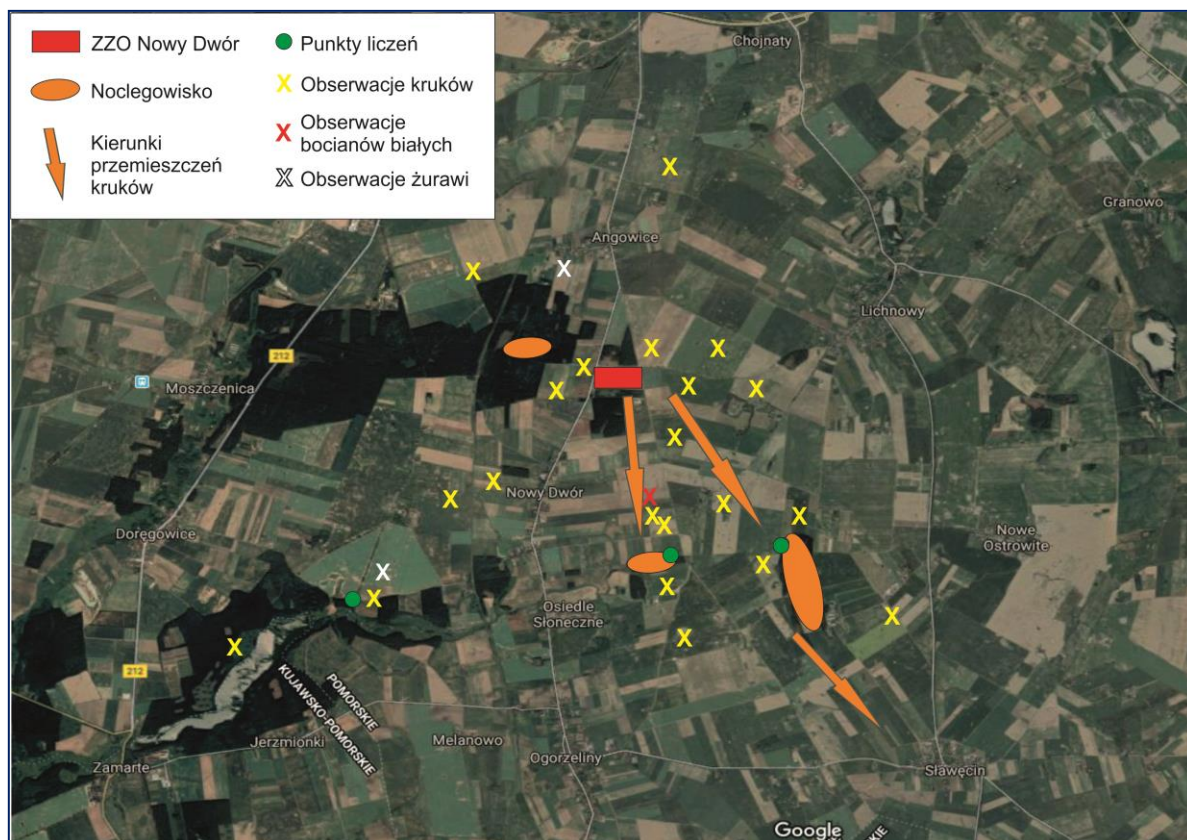 ZZO Nowy Dwór
Noclegowisko
Kierunki
przemieszczeń
kruków
Punkty liczeń
X Obserwacje kruków
X Obserwacje
bocianów białych
X Obserwacje żurawi
Chojnaty
Granowo
Angowice
X
X
X
Lichnowy
212
Moszczenica
X
X
X
X
X
X
X
X
X
X
Nowy Dwór
X
X
X
X
X
X
Doręgowice
Nowe
Ostrowite
X
X
X
X
Osiedle
Słoneczne
X
X
X
212
POMORSKIE
KUJAWSKO-POMORSKIE
Jerzmionki
Melanowo
Ogorzeliny
Zamarte
Sławęcin
Google